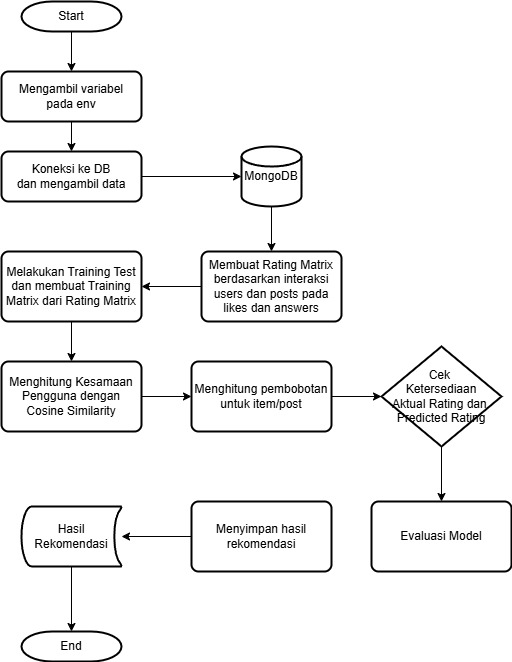 Start
Mengambil variabel
pada env
Koneksi ke DB
dan mengambil data
MongoDB
Membuat Rating Matrix
berdasarkan interaksi
users dan posts pada
likes dan answers
Melakukan Training Test
dan membuat Training
Matrix dari Rating Matrix
Menghitung Kesamaan
Pengguna dengan
Cosine Similarity
Menghitung pembobotan
untuk item/post
Cek
Ketersediaan
Aktual Rating dan
Predicted Rating
Evaluasi Model
Menyimpan hasil
rekomendasi
Hasil
Rekomendasi
End